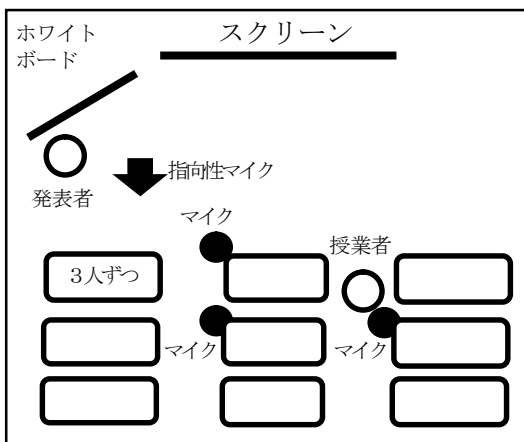 ホワイト
ボード
スクリーン
発表者
指向性マイク
マイク
授業者
3人ずつ
マイク
マイク